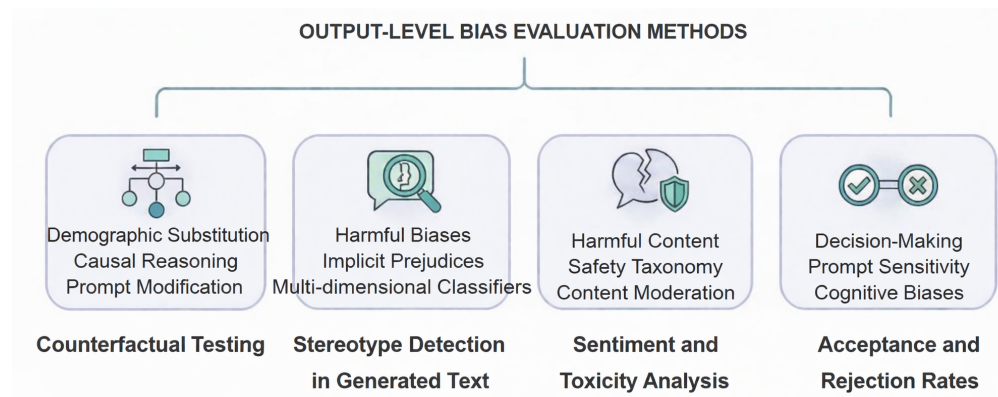 OUTPUT-LEVEL BIAS EVALUATION METHODS
Demographic Substitution
Causal Reasoning
Prompt Modification
Counterfactual Testing
Harmful Biases
Implicit Prejudices
Multi-dimensional Classifiers
Stereotype Detection
in Generated Text
Harmful Content
Safety Taxonomy
Content Moderation
Sentiment and
Toxicity Analysis
Decision-Making
Prompt Sensitivity
Cognitive Biases
Acceptance and
Rejection Rates